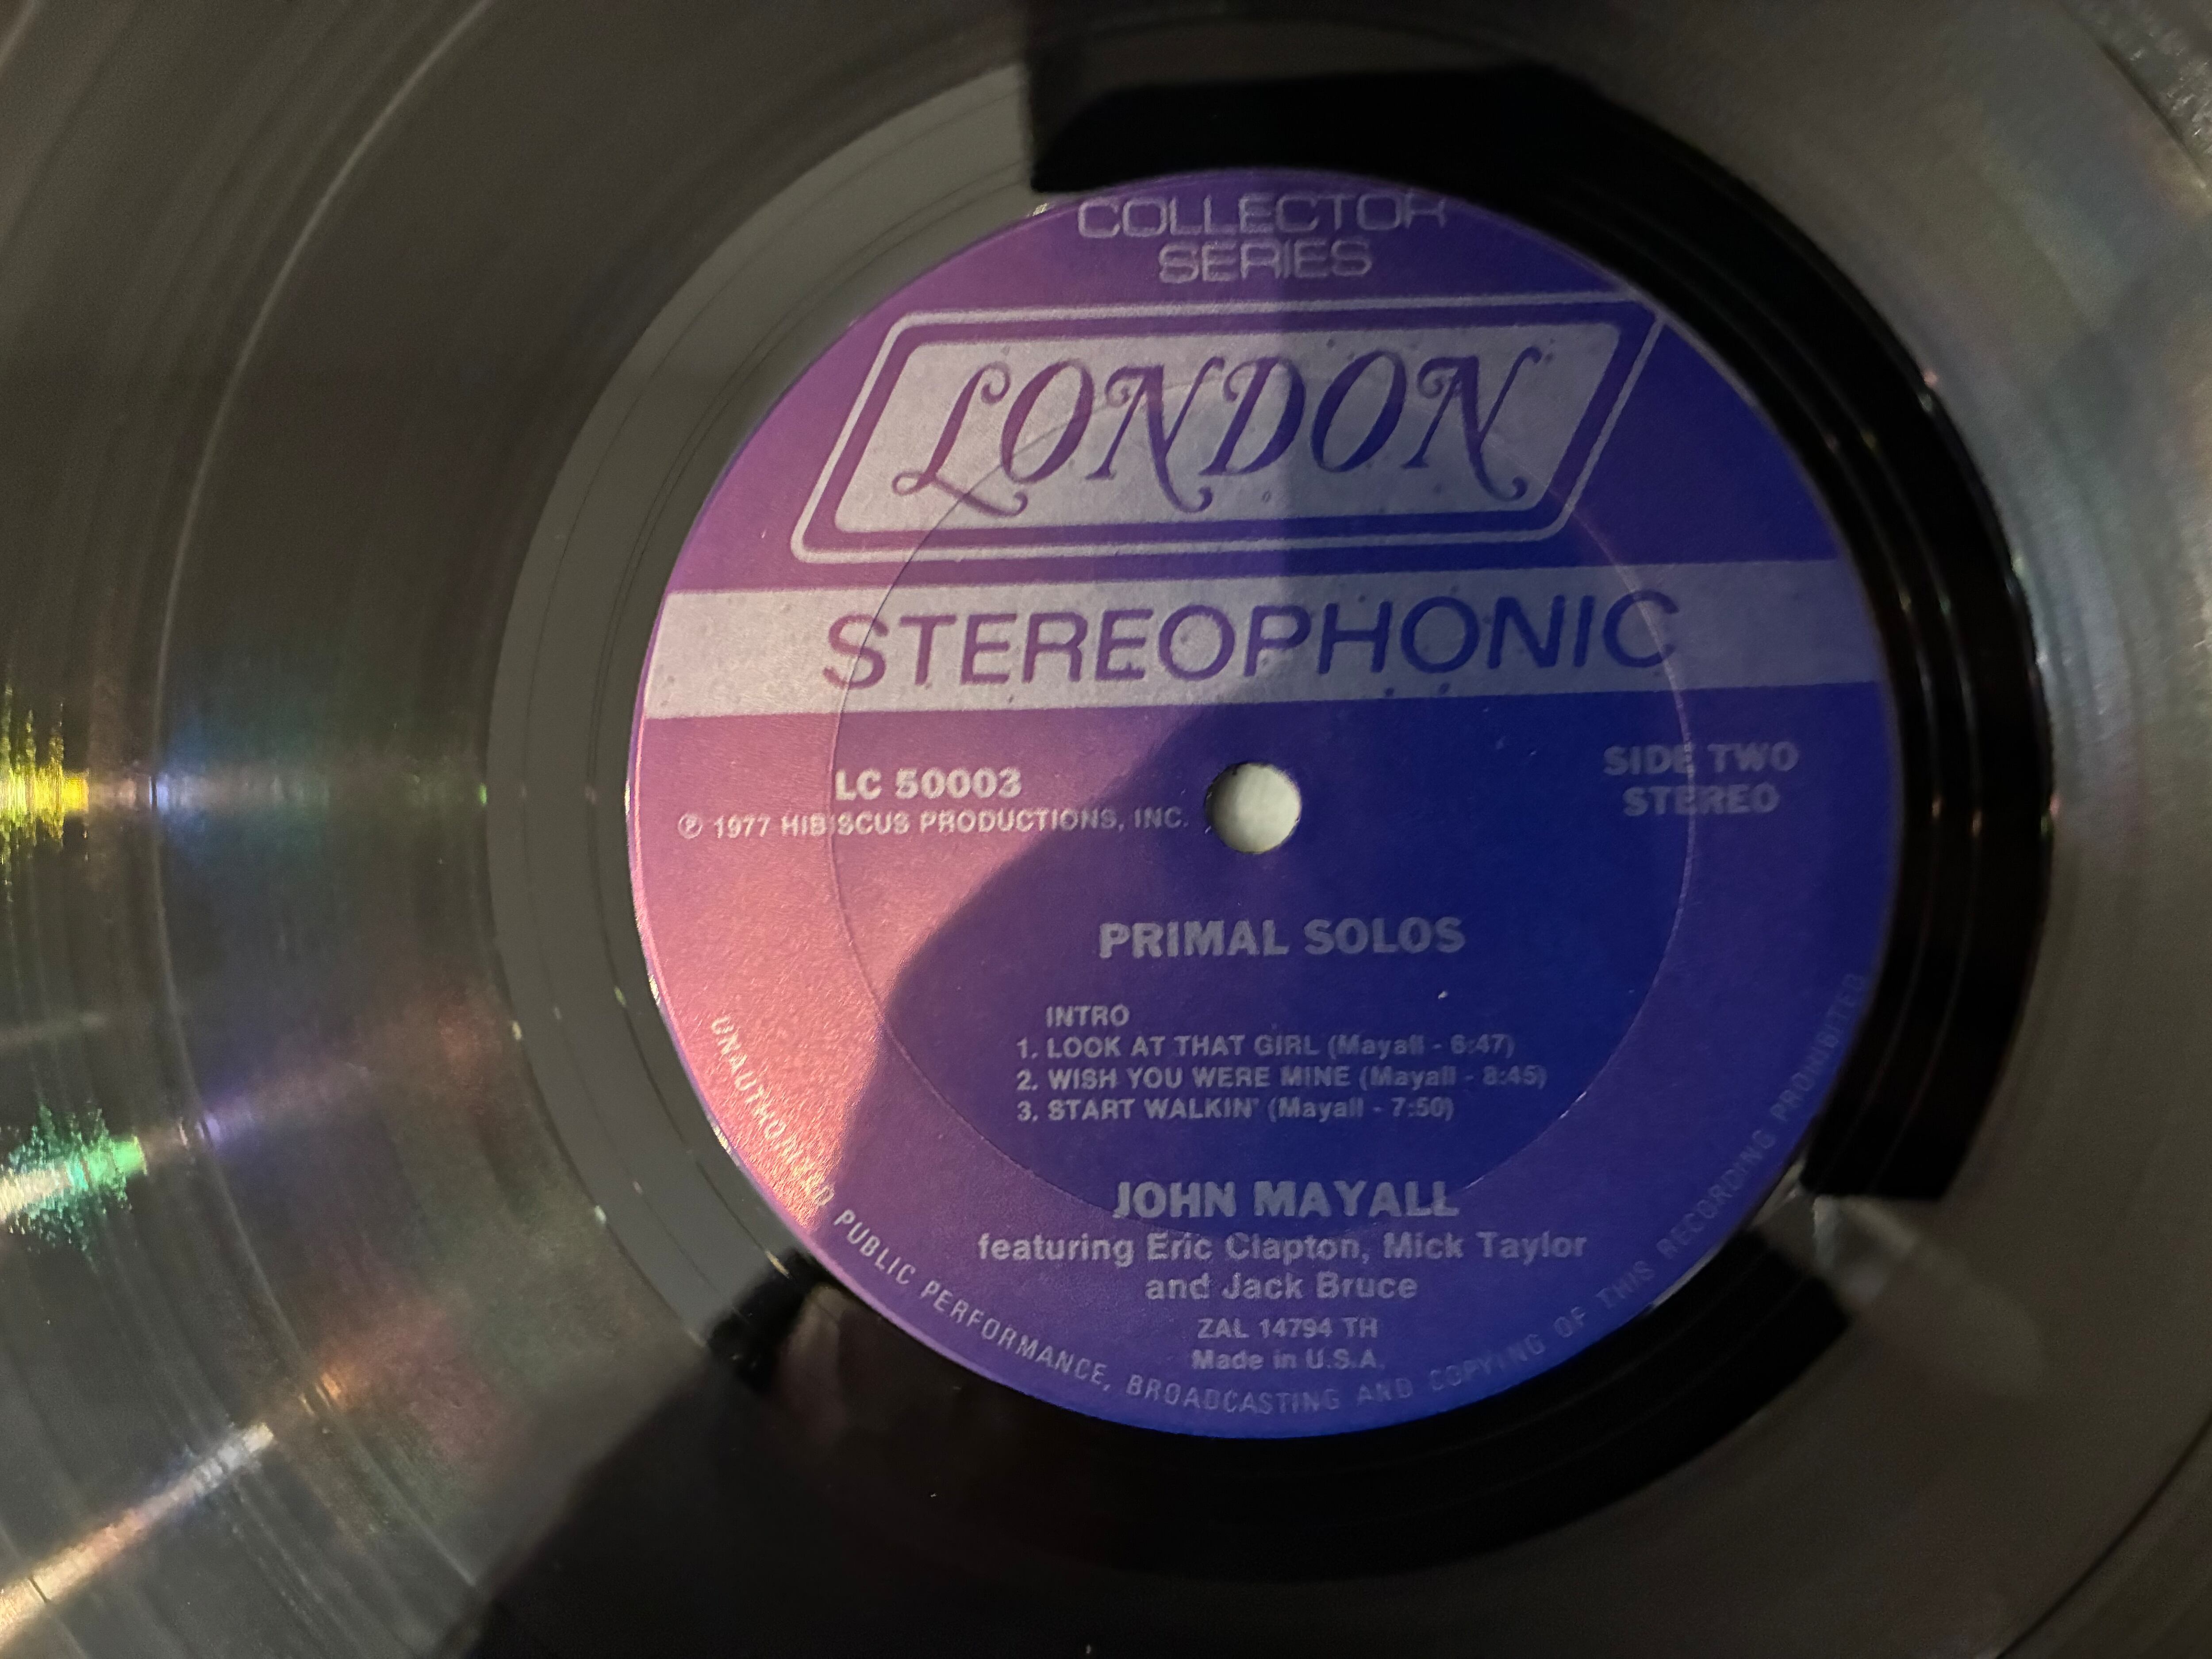 COLLECTOR
SERIES
LONDON
STEREOPHONIC
LC 50003
℗ 1977 HIBISCUS PRODUCTIONS, INC.
SIDE TWO
STEREO
PRIMAL SOLOS
INTRO
1. LOOK AT THAT GIRL (Mayall - 6:47)
2. WISH YOU WERE MINE (Mayall - 8:45)
3. START WALKIN' (Mayall - 7:50)
JOHN MAYALL
featuring Eric Clapton, Mick Taylor
and Jack Bruce
ZAL 14794 TH
Made in U.S.A.
UNAUTHORIZED PUBLIC PERFORMANCE, BROADCASTING AND COPYING OF THIS RECORDING PROHIBITED